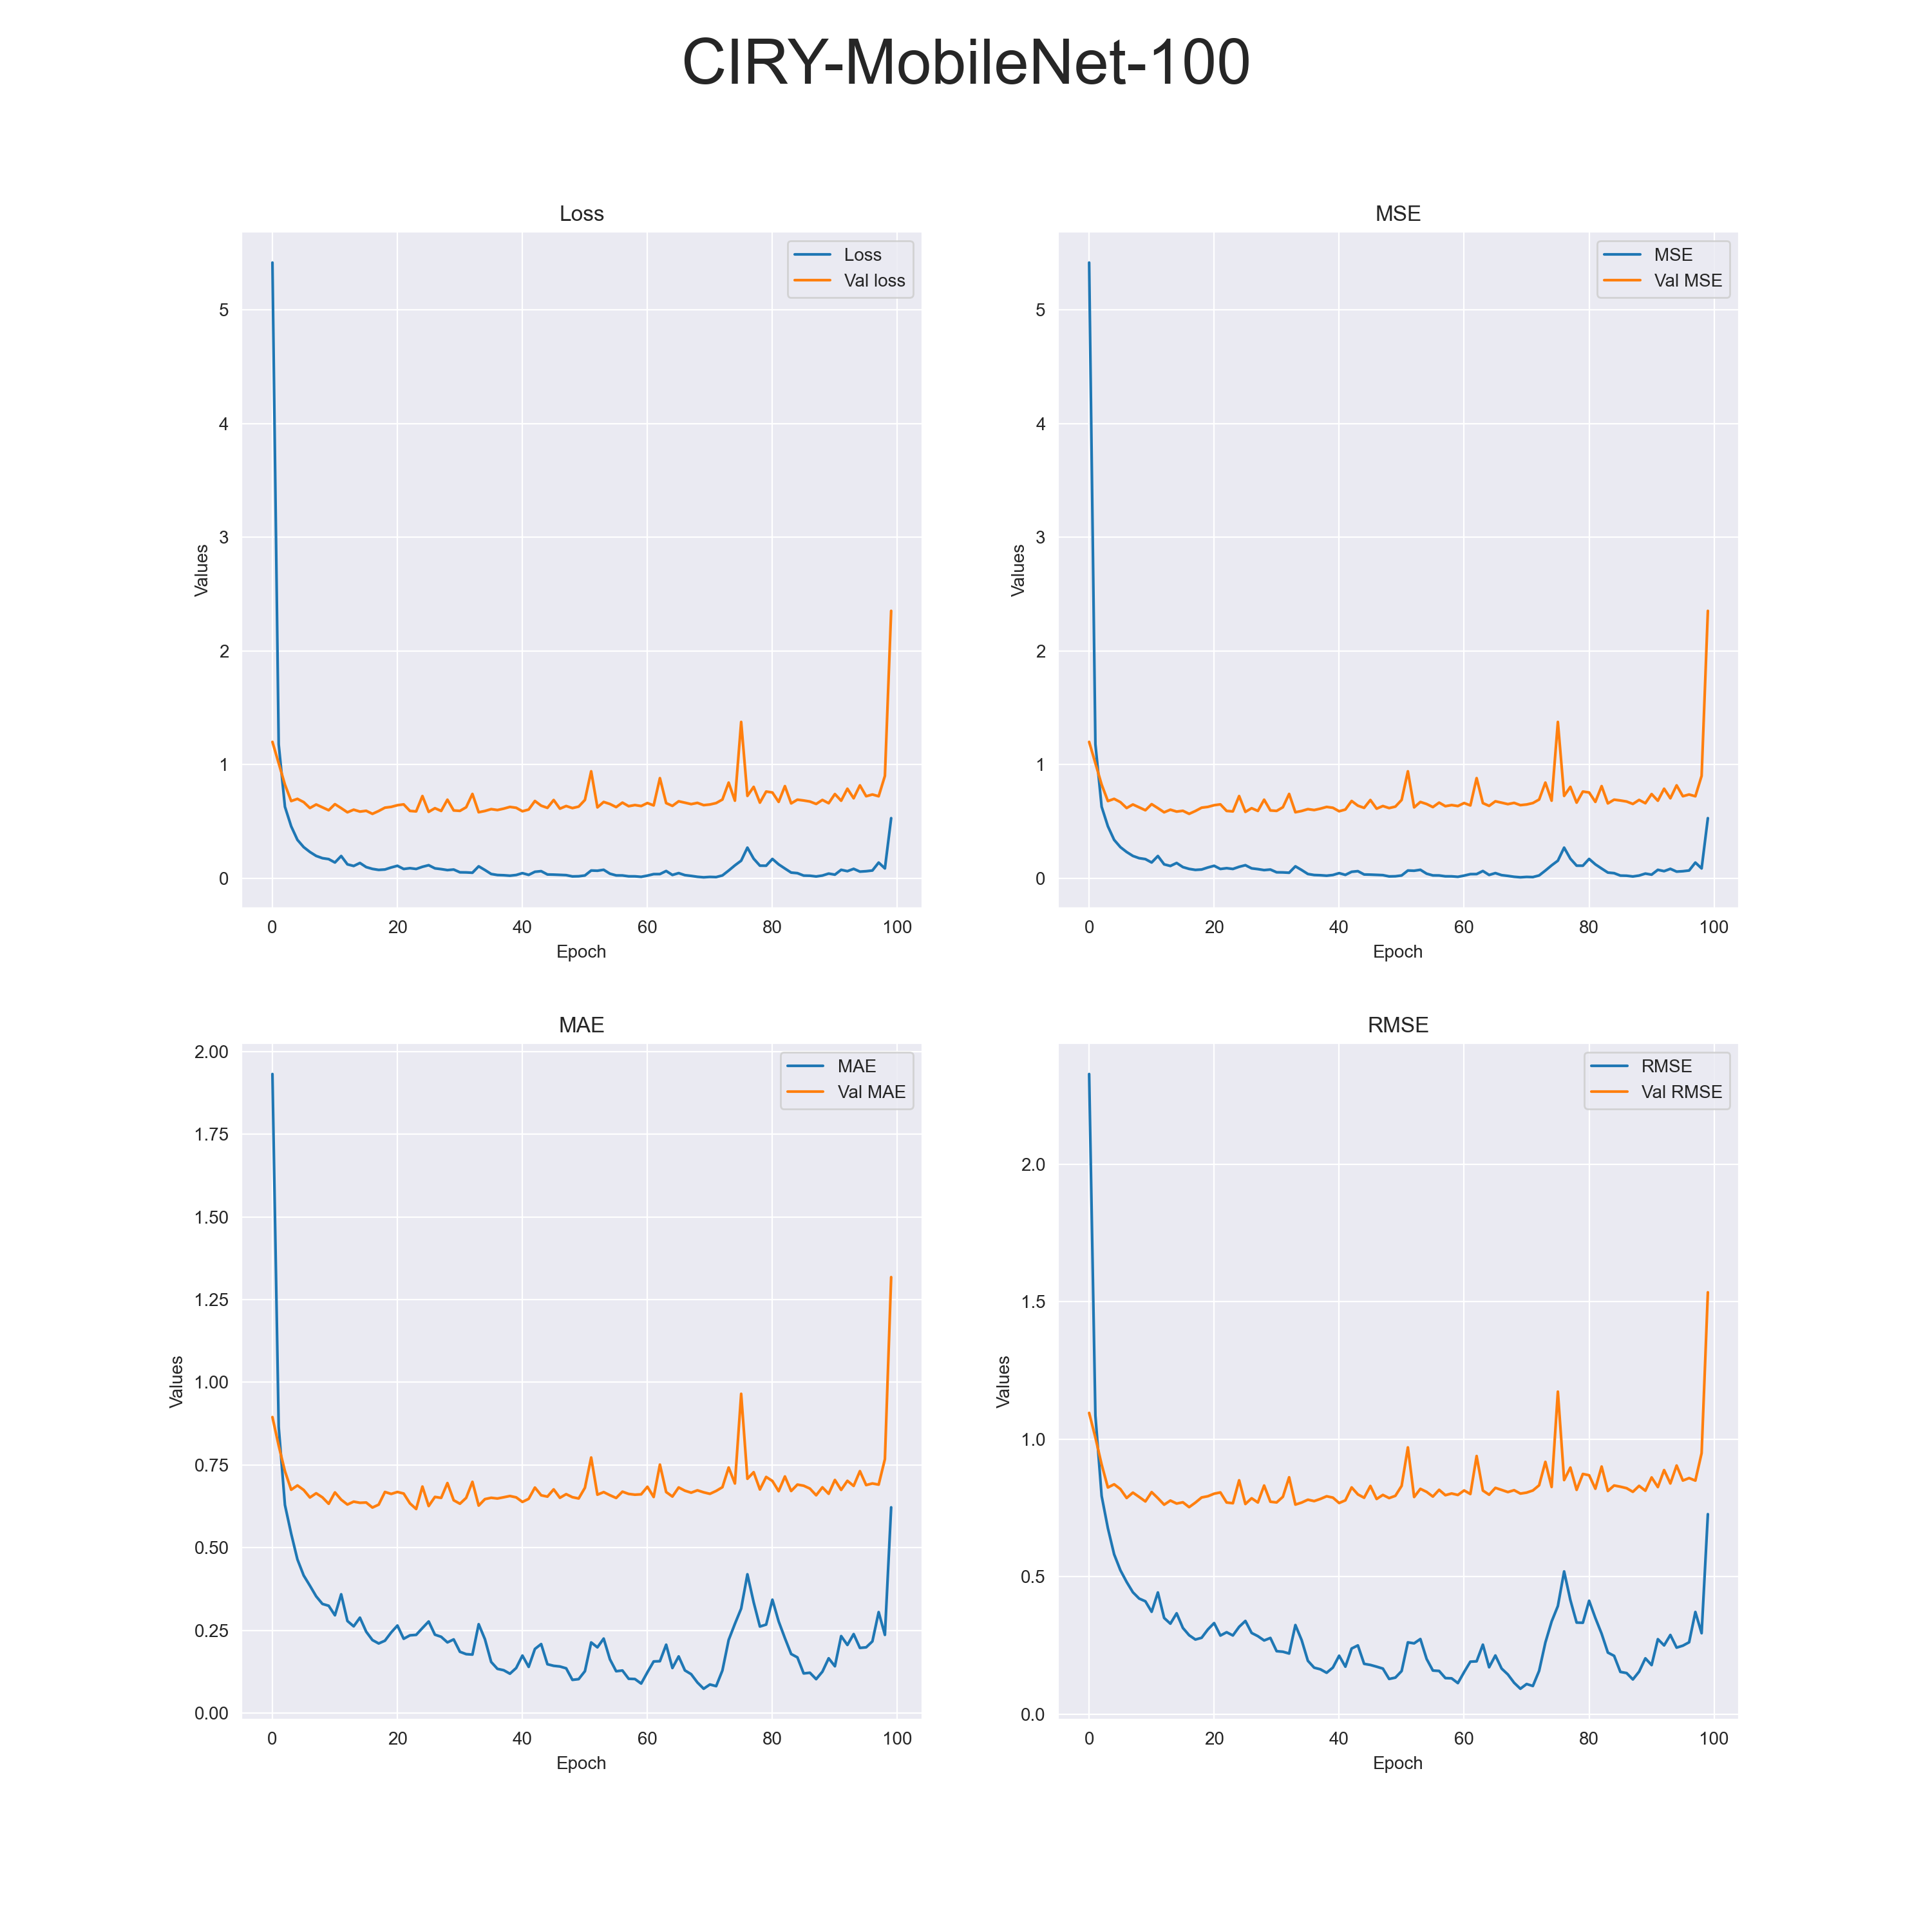 CIRY-MobileNet-100
Loss
Loss
Val loss
5
4
3
2
1
0
Values
0 20 40 60 80 100
Epoch
MSE
MSE
Val MSE
5
4
3
2
1
0
Values
0 20 40 60 80 100
Epoch
MAE
MAE
Val MAE
2.00
1.75
1.50
1.25
1.00
0.75
0.50
0.25
0.00
Values
0 20 40 60 80 100
Epoch
RMSE
RMSE
Val RMSE
2.0
1.5
1.0
0.5
0.0
Values
0 20 40 60 80 100
Epoch